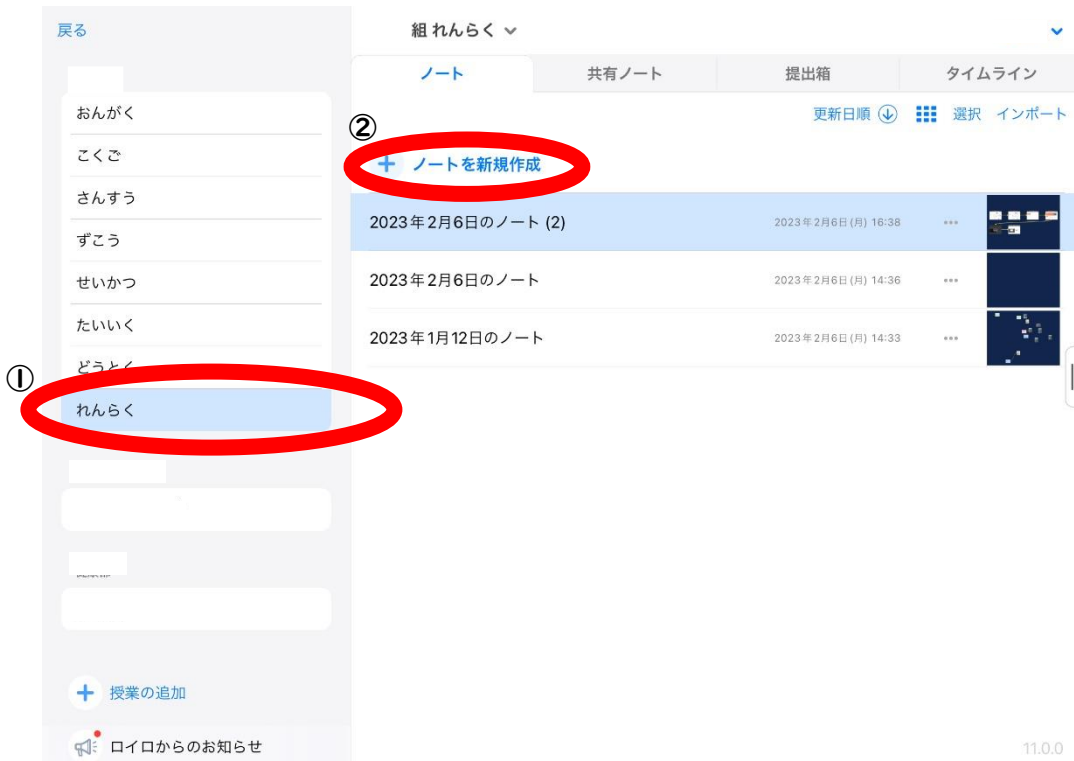 戻る
組 れんらく
ノート
共有ノート
提出箱
タイムライン
更新日順
選択
インポート
おんがく
こくご
さんすう
ずこう
せいかつ
たいいく
どうとく
①
れんらく
②
ノートを新規作成
2023年2月6日のノート (2)
2023年2月6日(月) 16:38
2023年2月6日のノート
2023年2月6日(月) 14:36
2023年1月12日のノート
2023年2月6日(月) 14:33
授業の追加
ロイロからのお知らせ
11.0.0